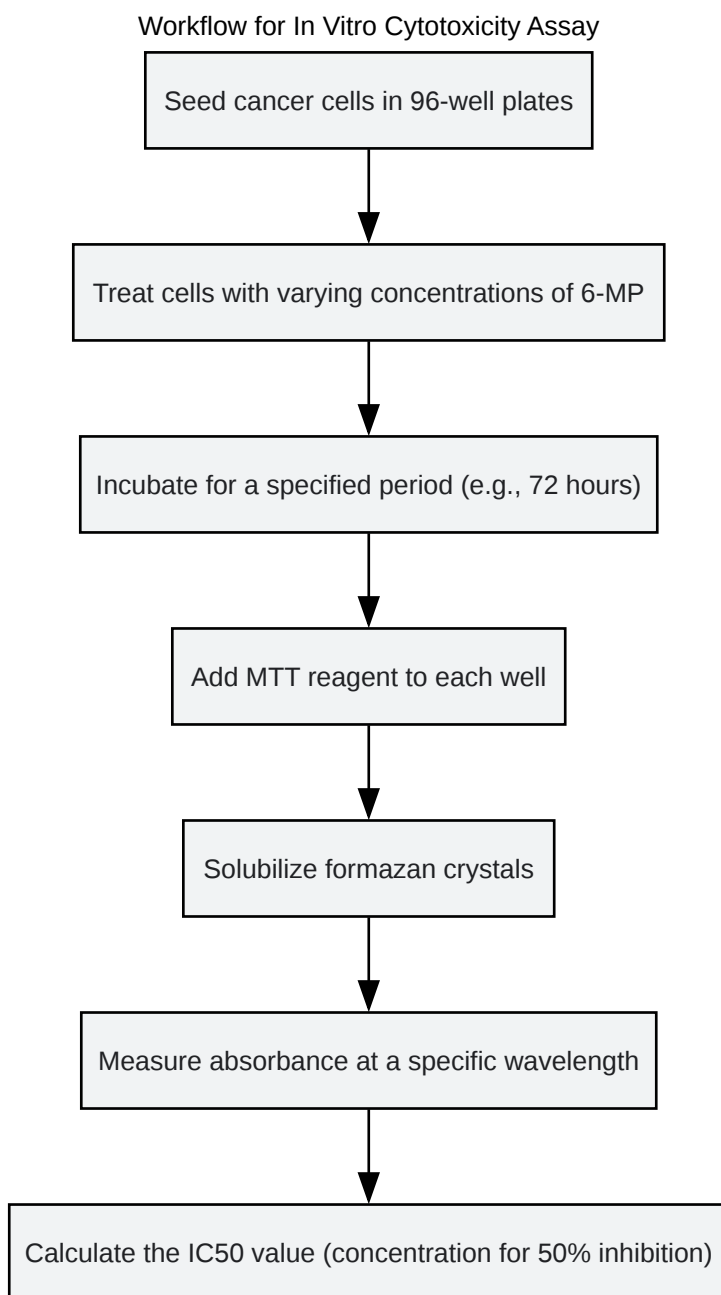 Workflow for In Vitro Cytotoxicity Assay
Seed cancer cells in 96-well plates
Treat cells with varying concentrations of 6-MP
Incubate for a specified period (e.g., 72 hours)
Add MTT reagent to each well
Solubilize formazan crystals
Measure absorbance at a specific wavelength
Calculate the IC50 value (concentration for 50% inhibition)